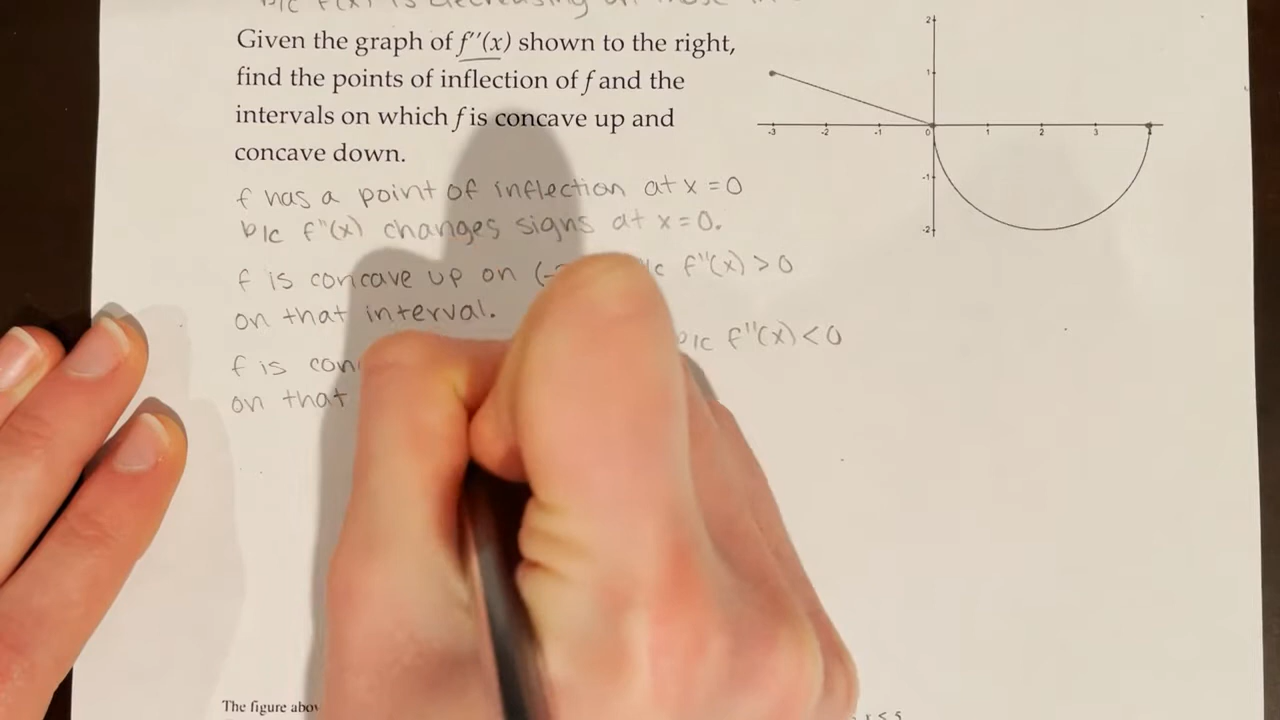 Given the graph of f''(x) shown to the right,
find the points of inflection of f and the
intervals on which f is concave up and
concave down.
f has a point of inflection at x = 0
b/c f"(x) changes signs at x = 0.
f is concave up on (- f"(x) > 0
on that interval.
f is b/c f"(x) < 0
on that
2
1
-3 -2 -1 0 1 2 3
-1
-2
The figure